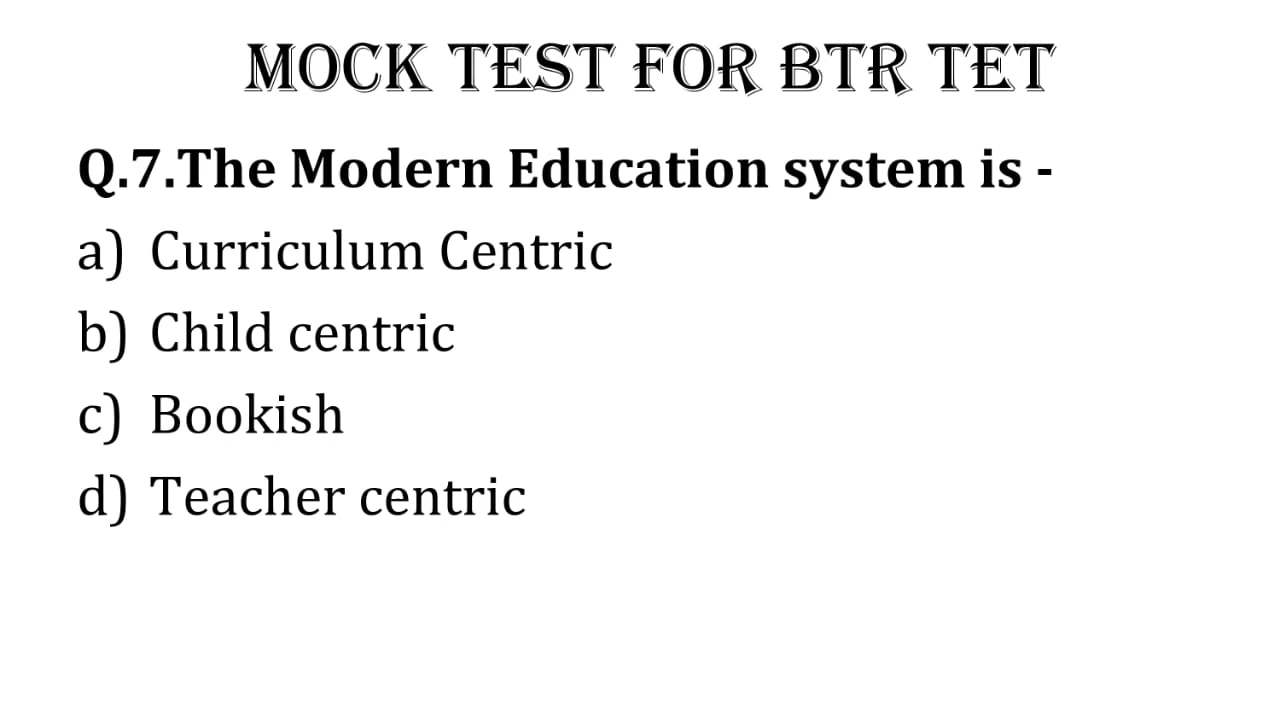 MOCK TEST FOR BTR TET
Q.7.The Modern Education system is -
a) Curriculum Centric
b) Child centric
c) Bookish
d) Teacher centric